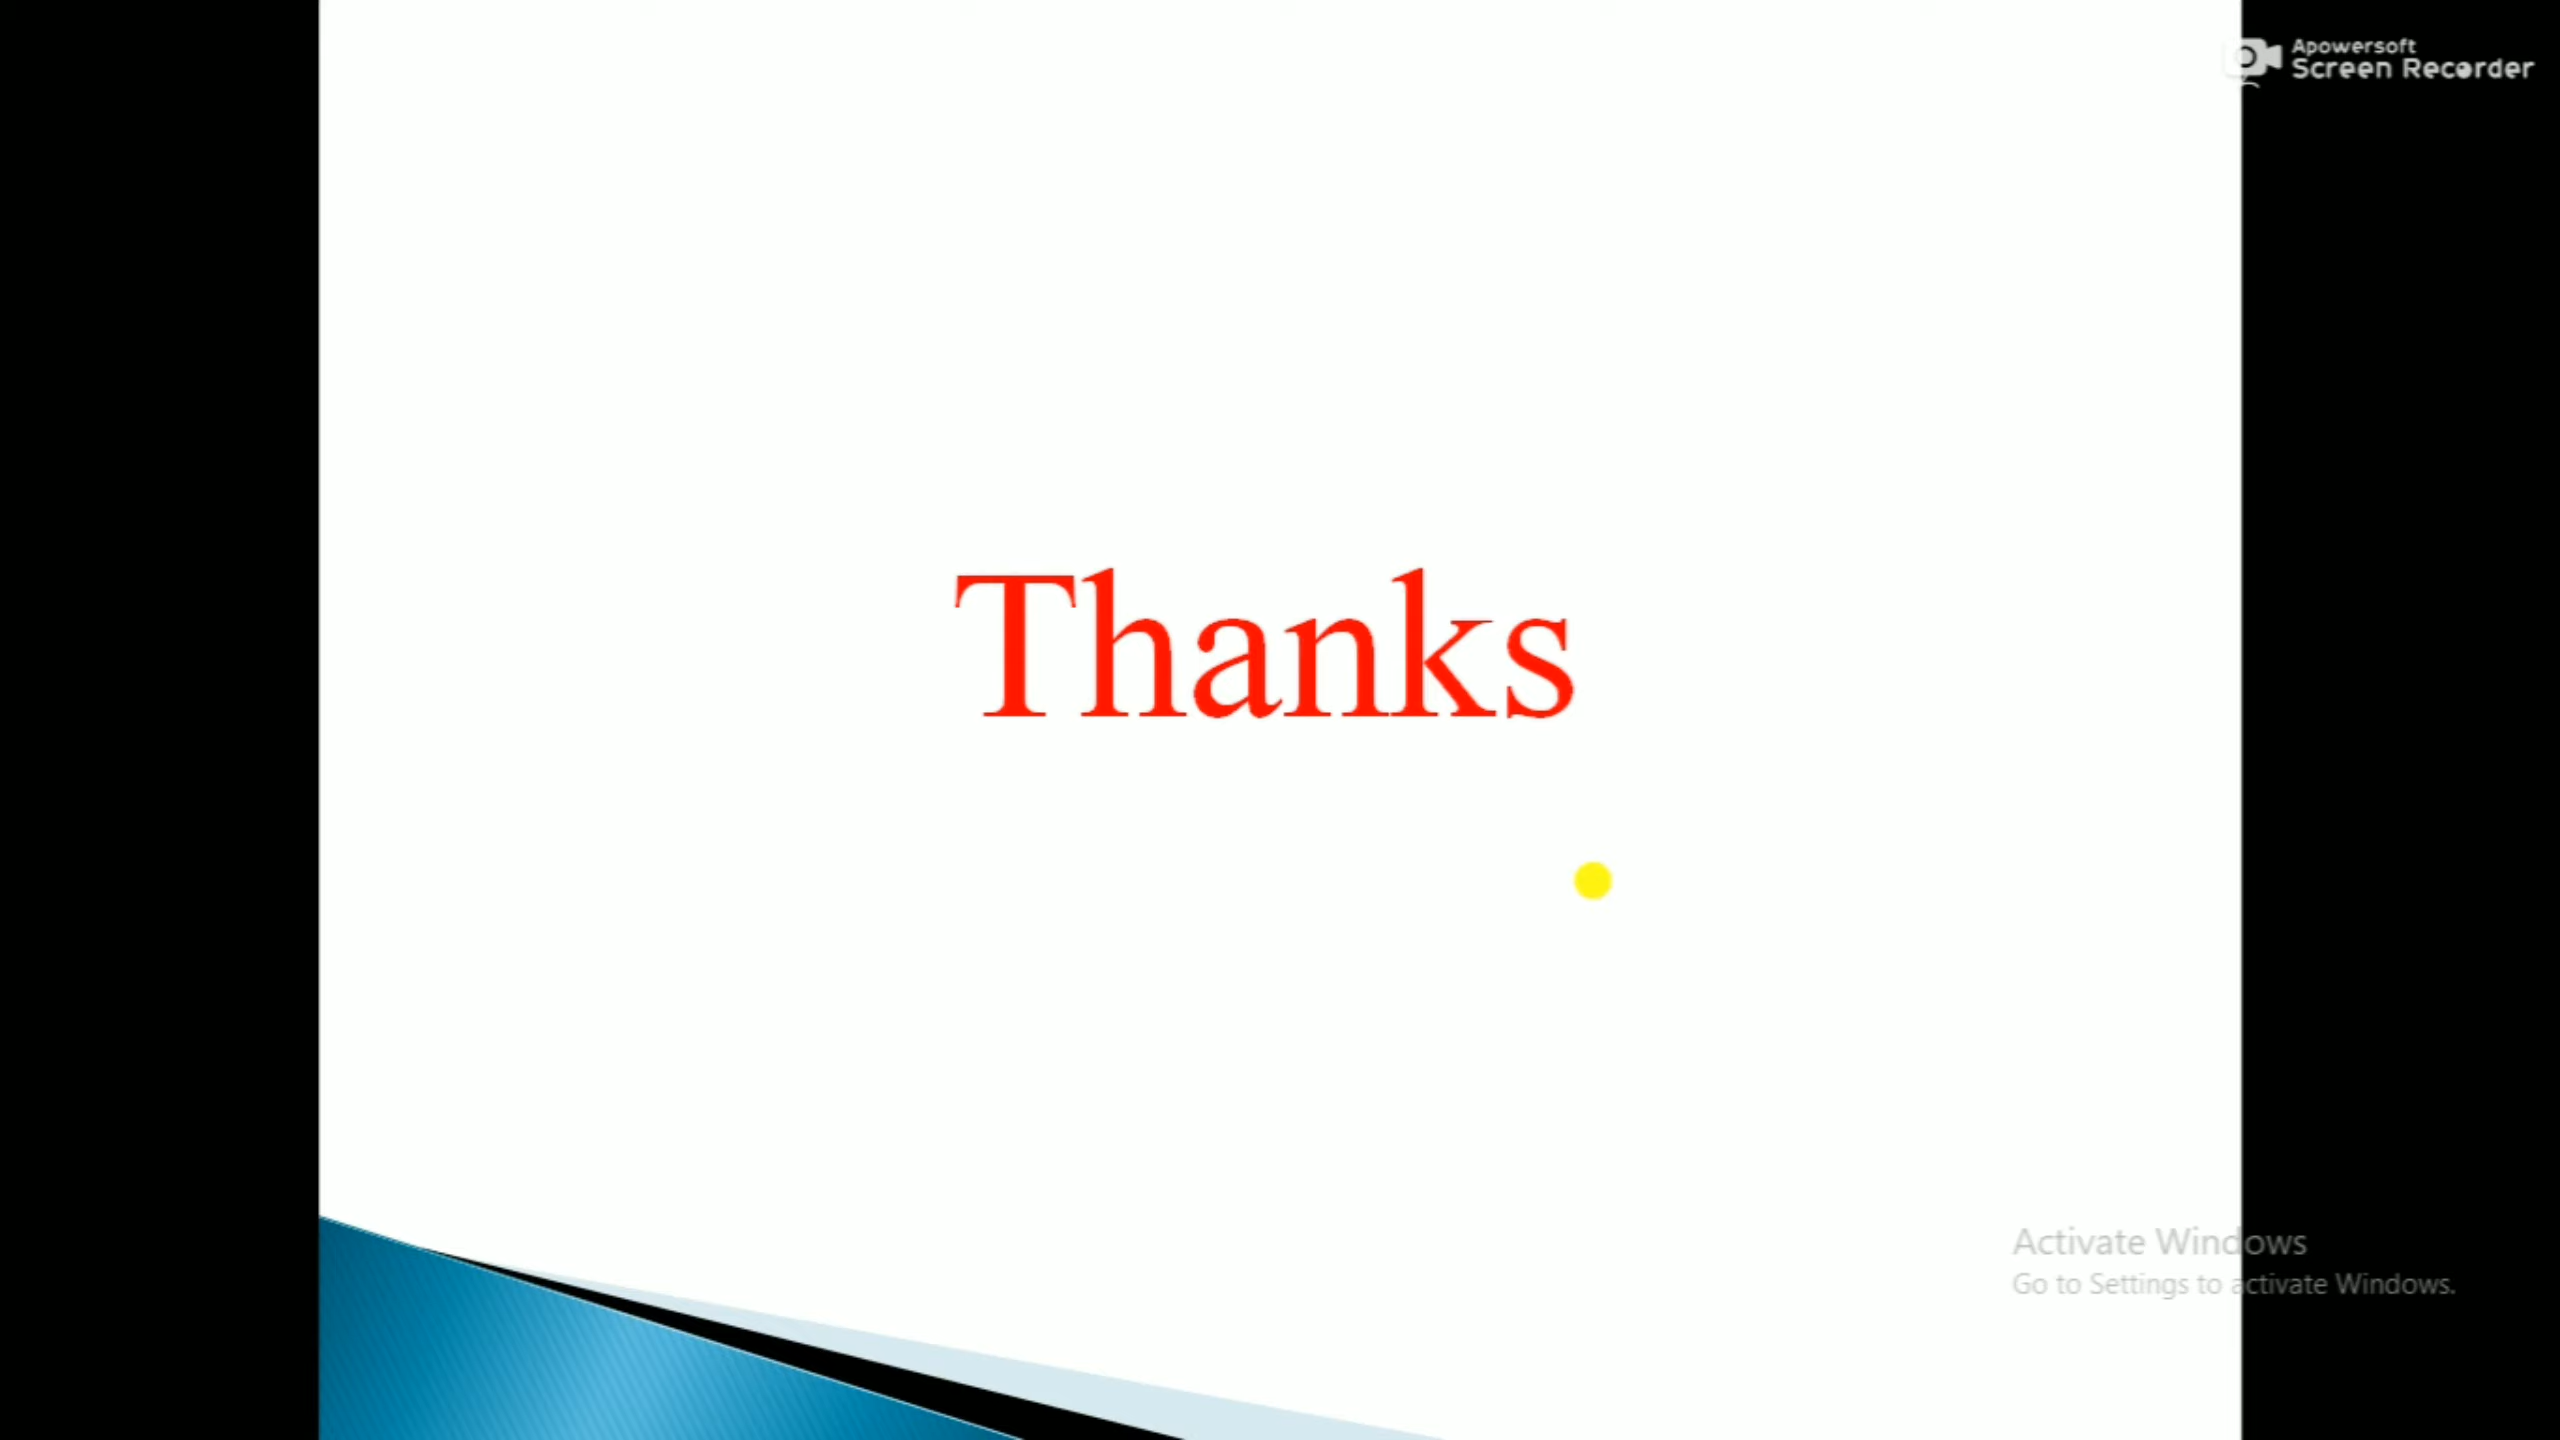 Apowersoft
Screen Recorder
Thanks
Activate Windows
Go to Settings to activate Windows.